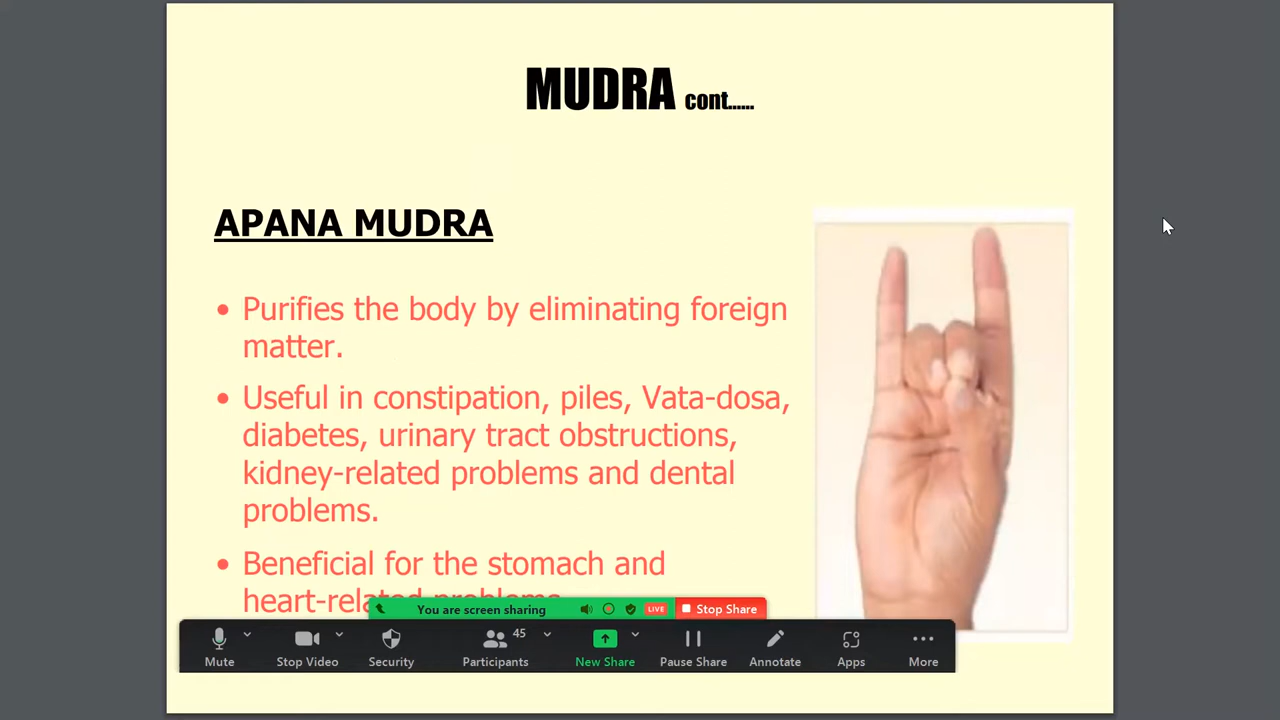 MUDRA cont......
APANA MUDRA
• Purifies the body by eliminating foreign
matter.
• Useful in constipation, piles, Vata-dosa,
diabetes, urinary tract obstructions,
kidney-related problems and dental
problems.
• Beneficial for the stomach and
heart-related problems.
You are screen sharing LIVE Stop Share
45
Mute Stop Video Security Participants New Share Pause Share Annotate Apps More